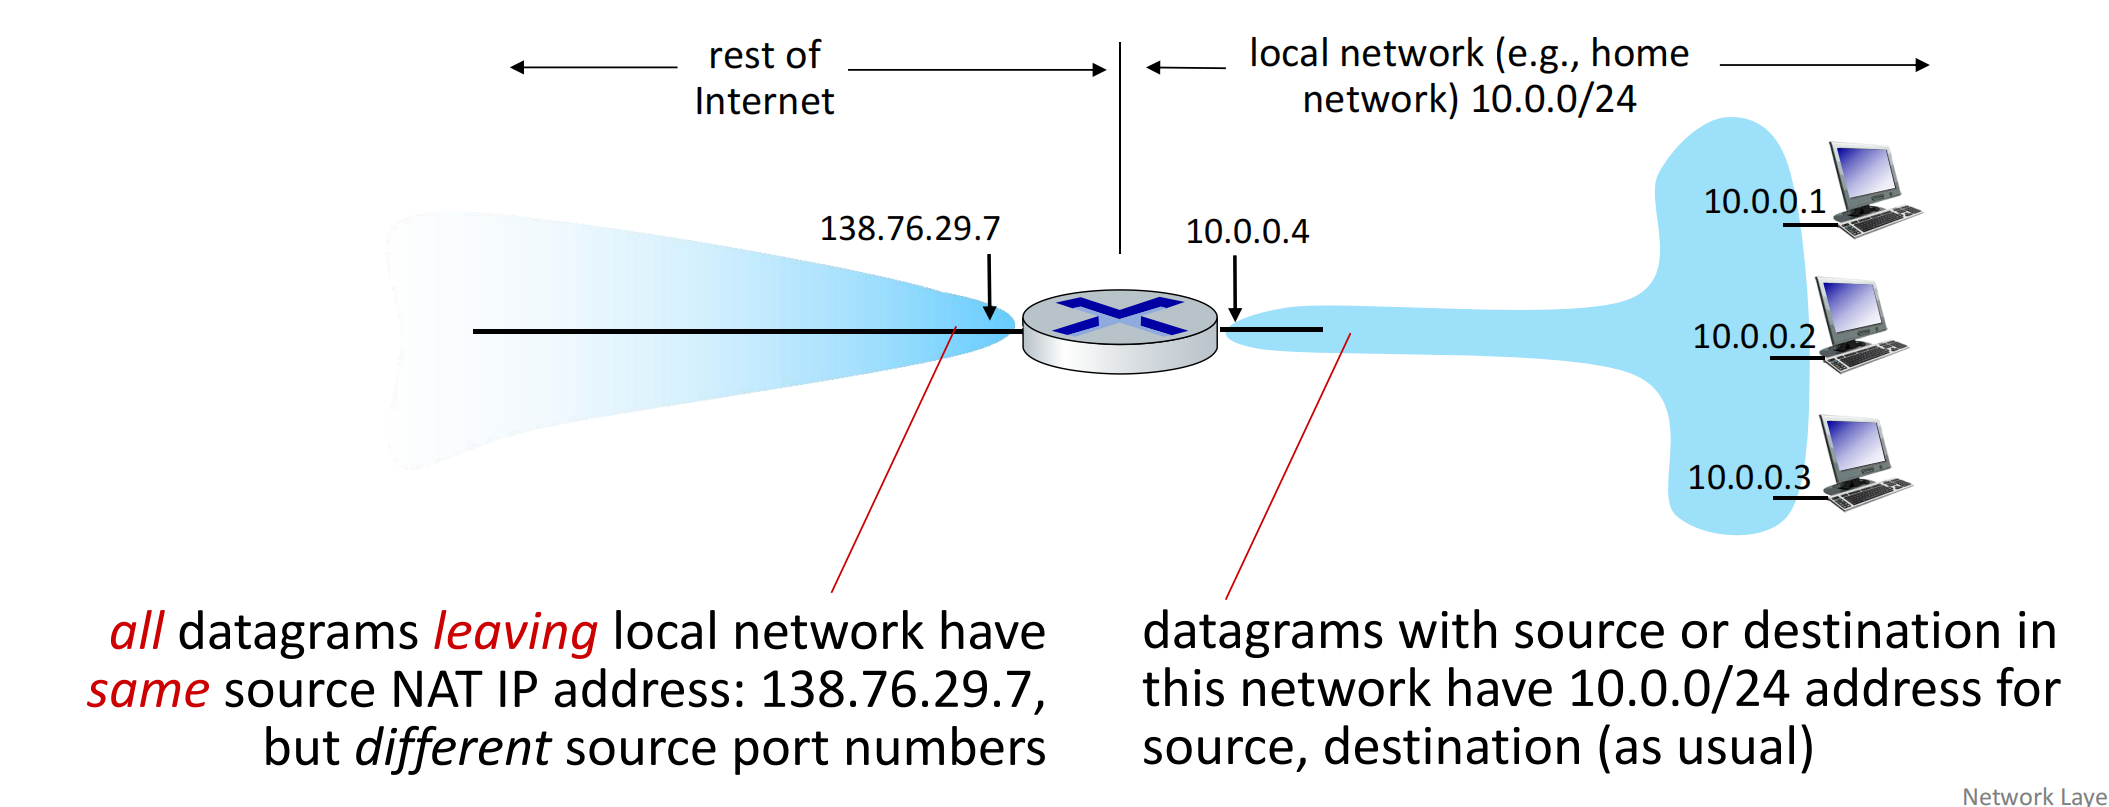 rest of
Internet
local network (e.g., home
network) 10.0.0/24
138.76.29.7
10.0.0.4
10.0.0.1
10.0.0.2
10.0.0.3
all datagrams leaving local network have
same source NAT IP address: 138.76.29.7,
but different source port numbers
datagrams with source or destination in
this network have 10.0.0/24 address for
source, destination (as usual)
Network Laye